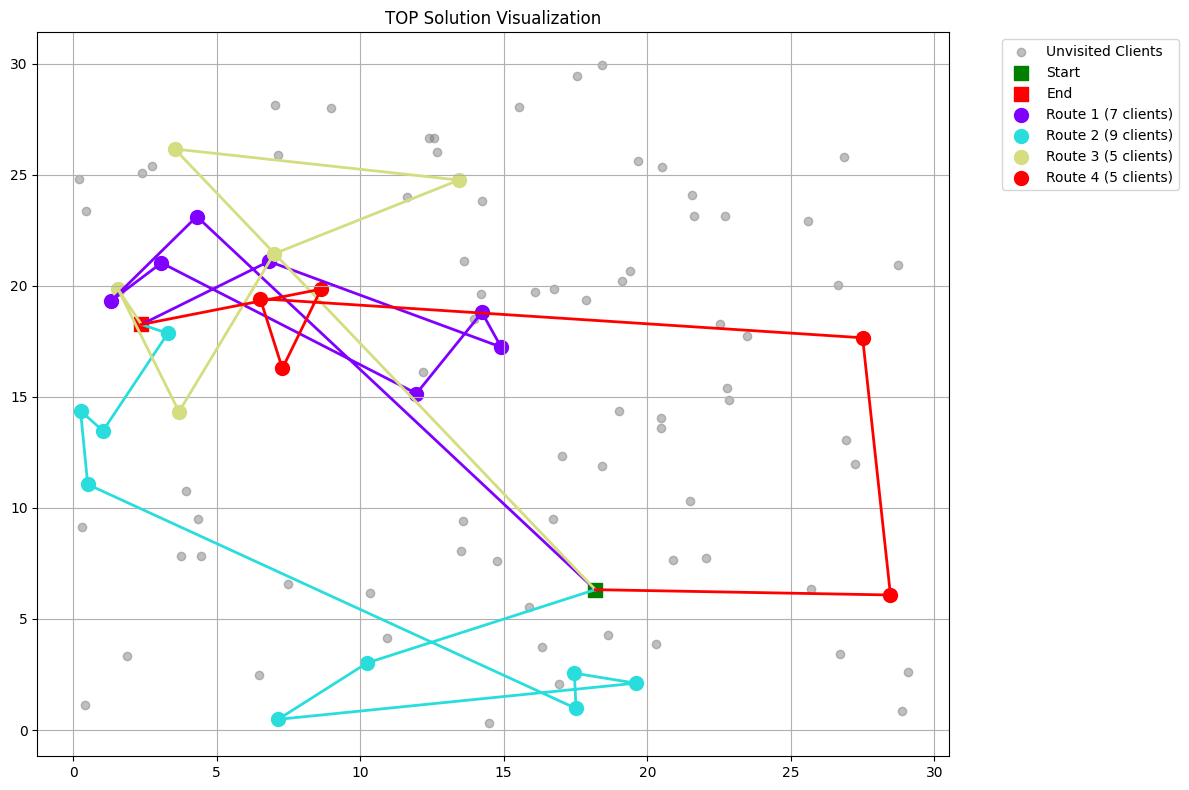 TOP Solution Visualization
30
25
20
15
10
5
0
0 5 10 15 20 25 30
Unvisited Clients
Start
End
Route 1 (7 clients)
Route 2 (9 clients)
Route 3 (5 clients)
Route 4 (5 clients)